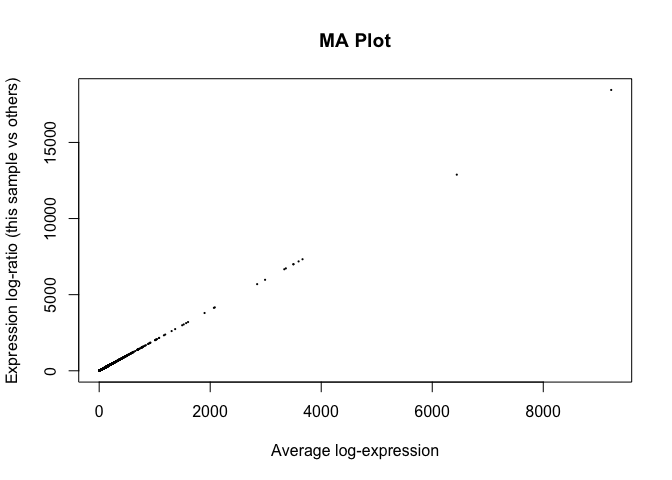 MA Plot
Expression log-ratio (this sample vs others)
15000
10000
5000
0
0 2000 4000 6000 8000
Average log-expression